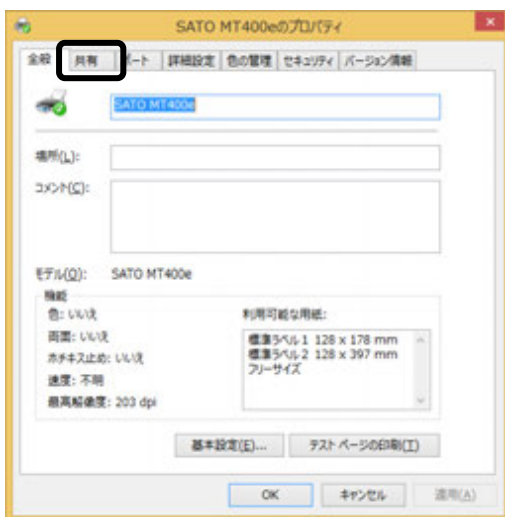 SATO MT400eのプロパティ
全般 共有 ポート 詳細設定 色の管理 セキュリティ バージョン情報
SATO MT400e
場所(L):
コメント(C):
モデル(O): SATO MT400e
機能
色: いいえ
両面: いいえ
ホチキス止め: いいえ
速度: 不明
最高解像度: 203 dpi
利用可能な用紙:
標準ラベル1 128 x 178 mm
標準ラベル2 128 x 397 mm
フリーサイズ
基本設定(E)... テスト ページの印刷(T)
OK キャンセル 適用(A)